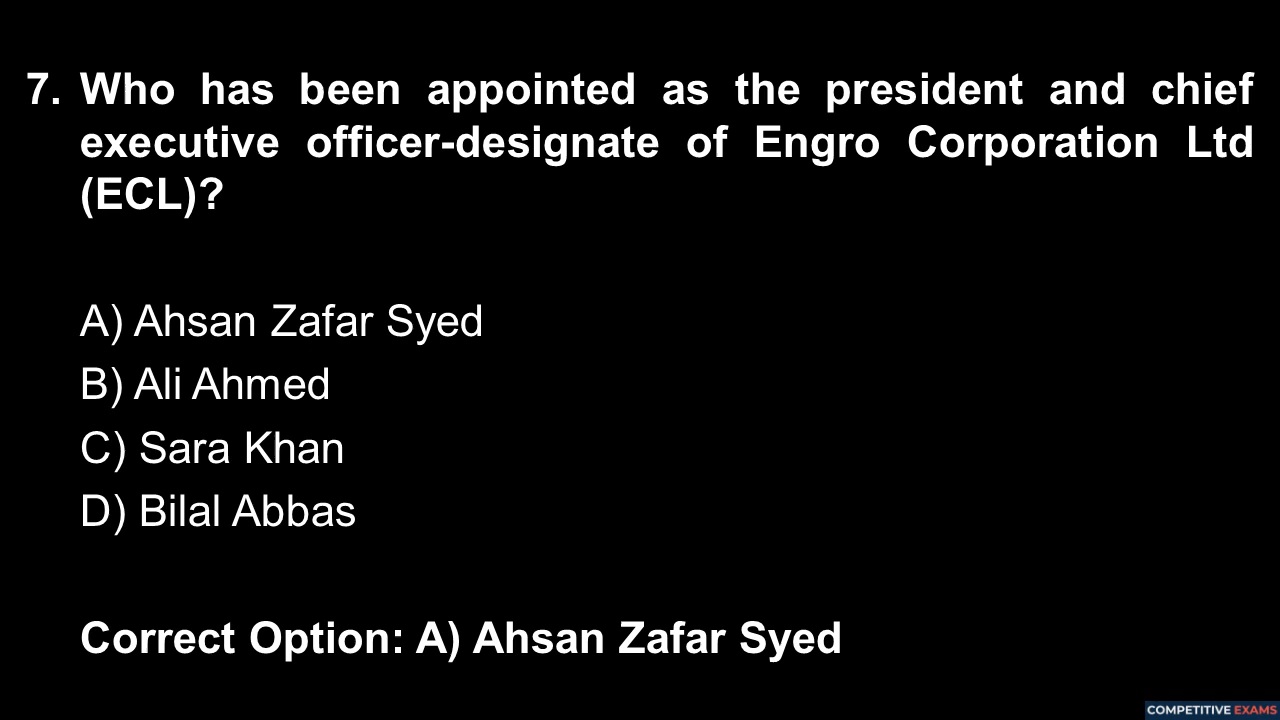 7. Who has been appointed as the president and chief
executive officer-designate of Engro Corporation Ltd
(ECL)?
A) Ahsan Zafar Syed
B) Ali Ahmed
C) Sara Khan
D) Bilal Abbas
Correct Option: A) Ahsan Zafar Syed
COMPETITIVE EXAMS